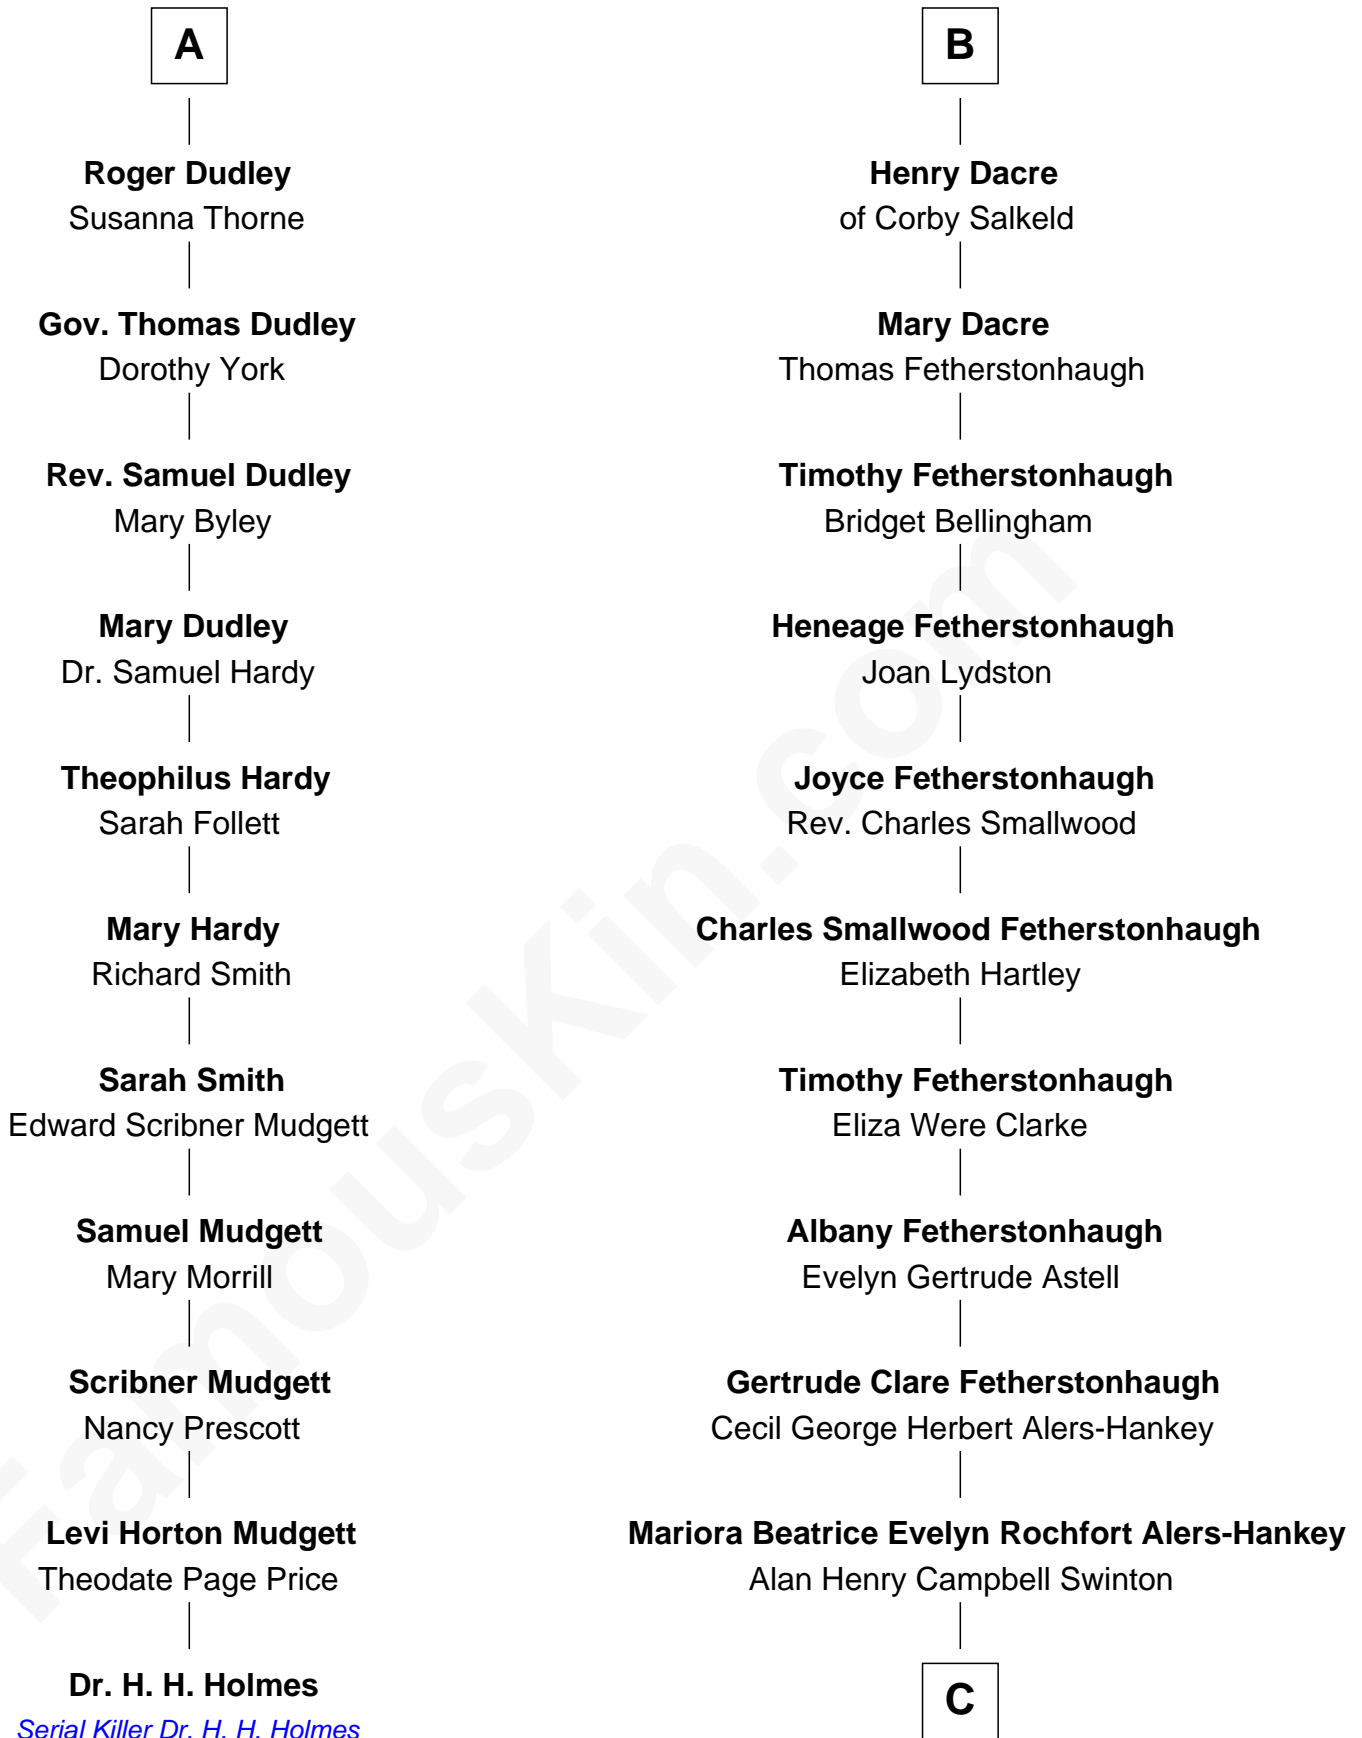 A
Roger Dudley
Susanna Thorne
Gov. Thomas Dudley
Dorothy York
Rev. Samuel Dudley
Mary Byley
Mary Dudley
Dr. Samuel Hardy
Theophilus Hardy
Sarah Follett
Mary Hardy
Richard Smith
Sarah Smith
Edward Scribner Mudgett
Samuel Mudgett
Mary Morrill
Scribner Mudgett
Nancy Prescott
Levi Horton Mudgett
Theodate Page Price
Dr. H. H. Holmes
Serial Killer Dr. H. H. Holmes
B
Henry Dacre
of Corby Salkeld
Mary Dacre
Thomas Fetherstonhaugh
Timothy Fetherstonhaugh
Bridget Bellingham
Heneage Fetherstonhaugh
Joan Lydston
Joyce Fetherstonhaugh
Rev. Charles Smallwood
Charles Smallwood Fetherstonhaugh
Elizabeth Hartley
Timothy Fetherstonhaugh
Eliza Were Clarke
Albany Fetherstonhaugh
Evelyn Gertrude Astell
Gertrude Clare Fetherstonhaugh
Cecil George Herbert Alers-Hankey
Mariora Beatrice Evelyn Rochfort Alers-Hankey
Alan Henry Campbell Swinton
C
FamousKin.com